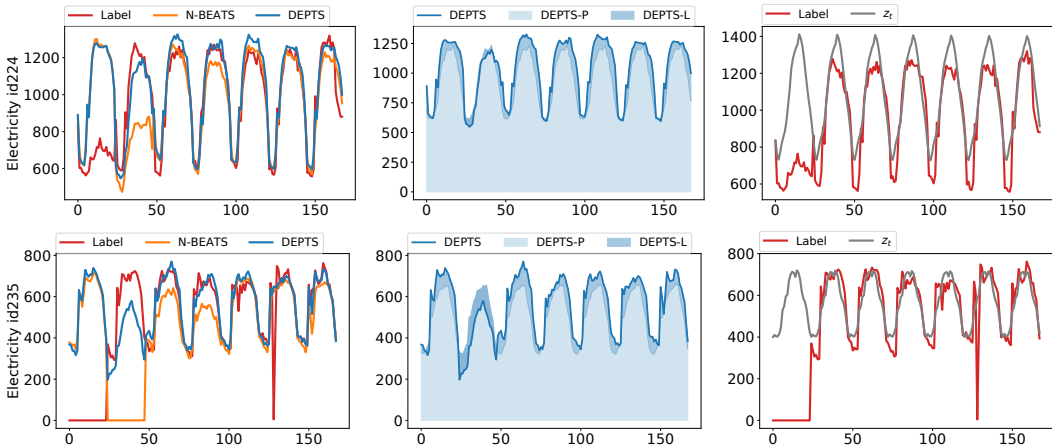 Label N-BEATS DEPTS
Electricity id224
1200
1000
800
600
0 50 100 150
DEPTS DEPTS-P DEPTS-L
1250
1000
750
500
250
0
0 50 100 150
Label z_t
1400
1200
1000
800
600
0 50 100 150
Label N-BEATS DEPTS
Electricity id235
800
600
400
200
0
0 50 100 150
DEPTS DEPTS-P DEPTS-L
800
600
400
200
0
0 50 100 150
Label z_t
800
600
400
200
0
0 50 100 150